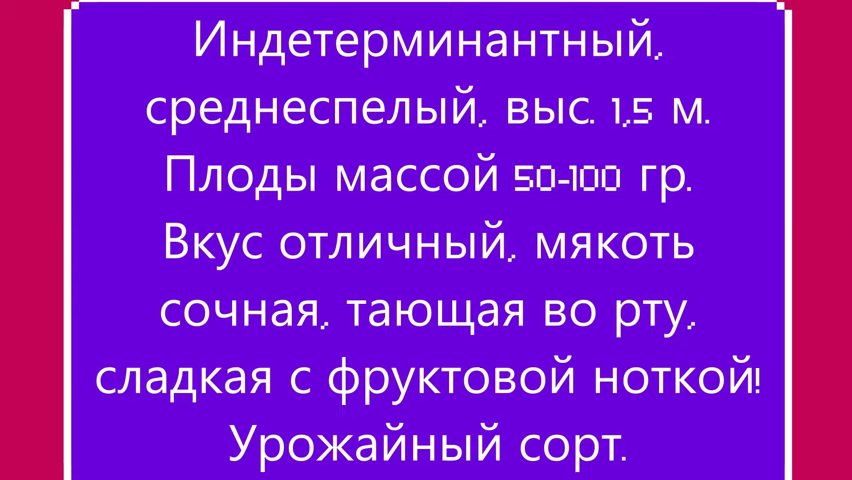 Индетерминантный,
среднеспелый, выс. 1,5 м.
Плоды массой 50-100 гр.
Вкус отличный, мякоть
сочная, тающая во рту,
сладкая с фруктовой ноткой!
Урожайный сорт.